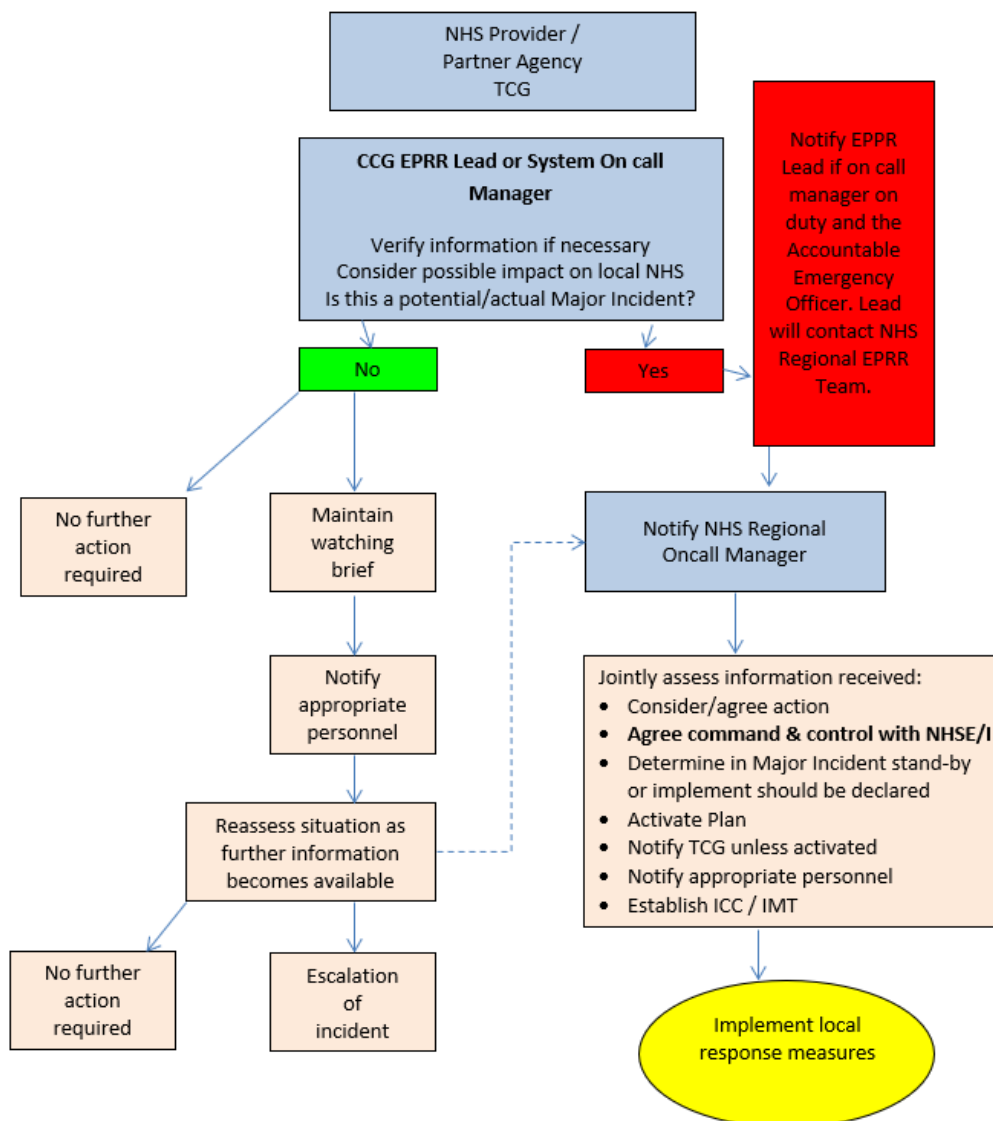 NHS Provider /
Partner Agency
TCG
CCG EPRR Lead or System On call
Manager
Verify information if necessary
Consider possible impact on local NHS
Is this a potential/actual Major Incident?
Notify EPPR
Lead if on call
manager on
duty and the
Accountable
Emergency
Officer. Lead
will contact NHS
Regional EPRR
Team.
No
Yes
No further
action
required
Maintain
watching
brief
Notify NHS Regional
Oncall Manager
Notify
appropriate
personnel
Jointly assess information received:
• Consider/agree action
• Agree command & control with NHSE/I
• Determine in Major Incident stand-by
or implement should be declared
• Activate Plan
• Notify TCG unless activated
• Notify appropriate personnel
• Establish ICC / IMT
Reassess situation as
further information
becomes available
No further
action
required
Escalation
of
incident
Implement local
response measures